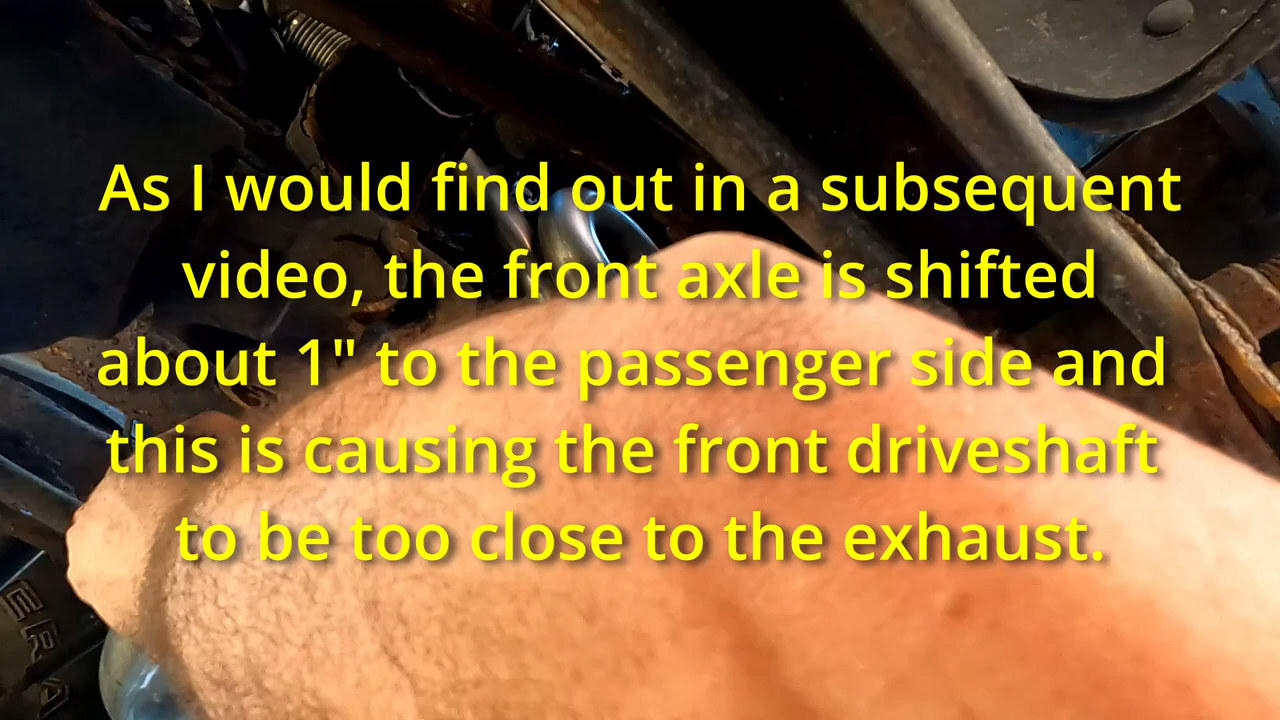 As I would find out in a subsequent
video, the front axle is shifted
about 1" to the passenger side and
this is causing the front driveshaft
to be too close to the exhaust.
ERA